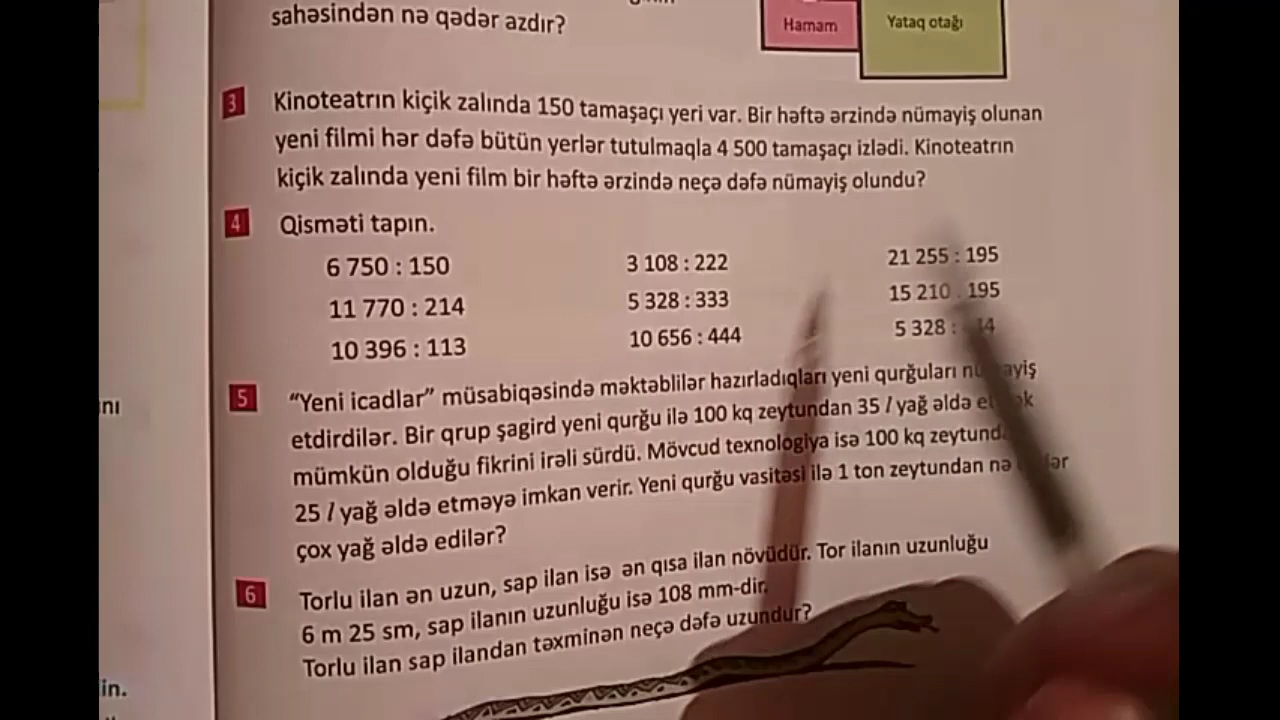 sahəsindən nə qədər azdır?
Hamam
Yataq otağı
3 Kinoteatrın kiçik zalında 150 tamaşaçı yeri var. Bir həftə ərzində nümayiş olunan
yeni filmi hər dəfə bütün yerlər tutulmaqla 4 500 tamaşaçı izlədi. Kinoteatrın
kiçik zalında yeni film bir həftə ərzində neçə dəfə nümayiş olundu?
4 Qisməti tapın.
6 750 : 150 3 108 : 222 21 255 : 195
11 770 : 214 5 328 : 333 15 210 : 195
10 396 : 113 10 656 : 444 5 328 :
5 "Yeni icadlar" müsabiqəsində məktəblilər hazırladıqları yeni qurğuları
etdirdilər. Bir qrup şagird yeni qurğu ilə 100 kq zeytundan 35 l yağ əldə
mümkün olduğu fikrini irəli sürdü. Mövcud texnologiya isə 100 kq
25 l yağ əldə etməyə imkan verir. Yeni qurğu vasitəsi ilə 1 ton zeytundan nə
çox yağ əldə edilər?
6 Torlu ilan ən uzun, sap ilan isə ən qısa ilan növüdür. Tor ilanın uzunluğu
6 m 25 sm, sap ilanın uzunluğu isə 108 mm-dir.
Torlu ilan sap ilandan təxminən neçə dəfə uzundur?
in.